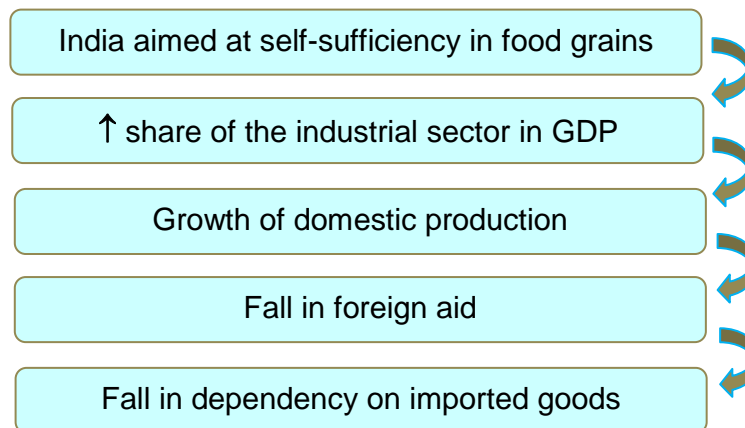 India aimed at self-sufficiency in food grains
↑ share of the industrial sector in GDP
Growth of domestic production
Fall in foreign aid
Fall in dependency on imported goods